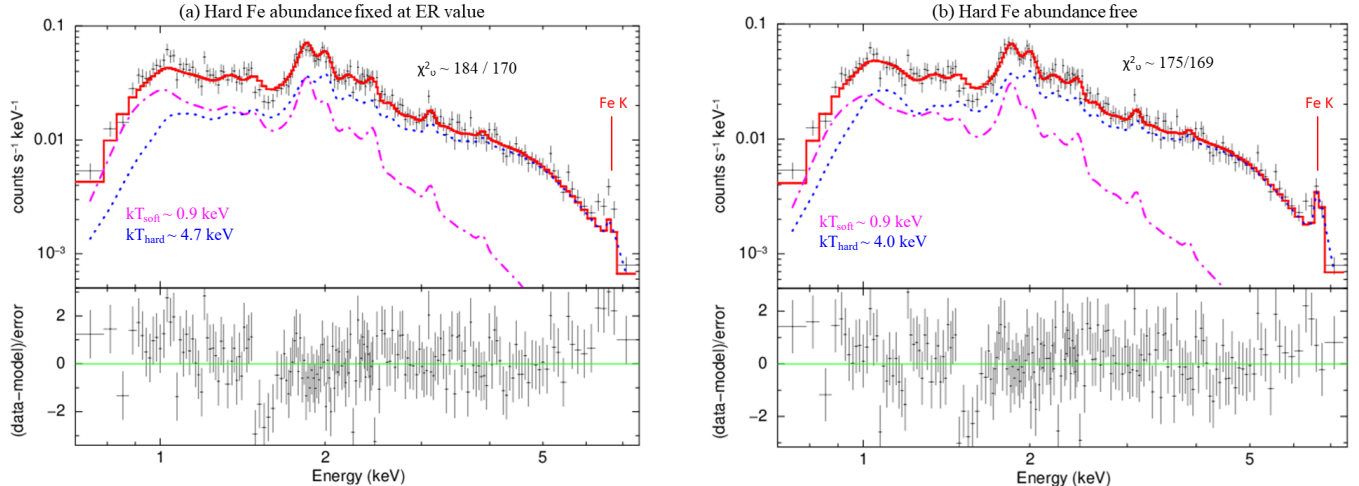 (a) Hard Fe abundance fixed at ER value
0.1
0.01
10⁻³
counts s⁻¹ keV⁻¹
χ²ᵤ ~ 184 / 170
Fe K
kTsoft ~ 0.9 keV
kThard ~ 4.7 keV
2
0
−2
(data−model)/error
1
2
5
Energy (keV)
(b) Hard Fe abundance free
0.1
0.01
10⁻³
counts s⁻¹ keV⁻¹
χ²ᵤ ~ 175/169
Fe K
kTsoft ~ 0.9 keV
kThard ~ 4.0 keV
2
0
−2
(data−model)/error
1
2
5
Energy (keV)